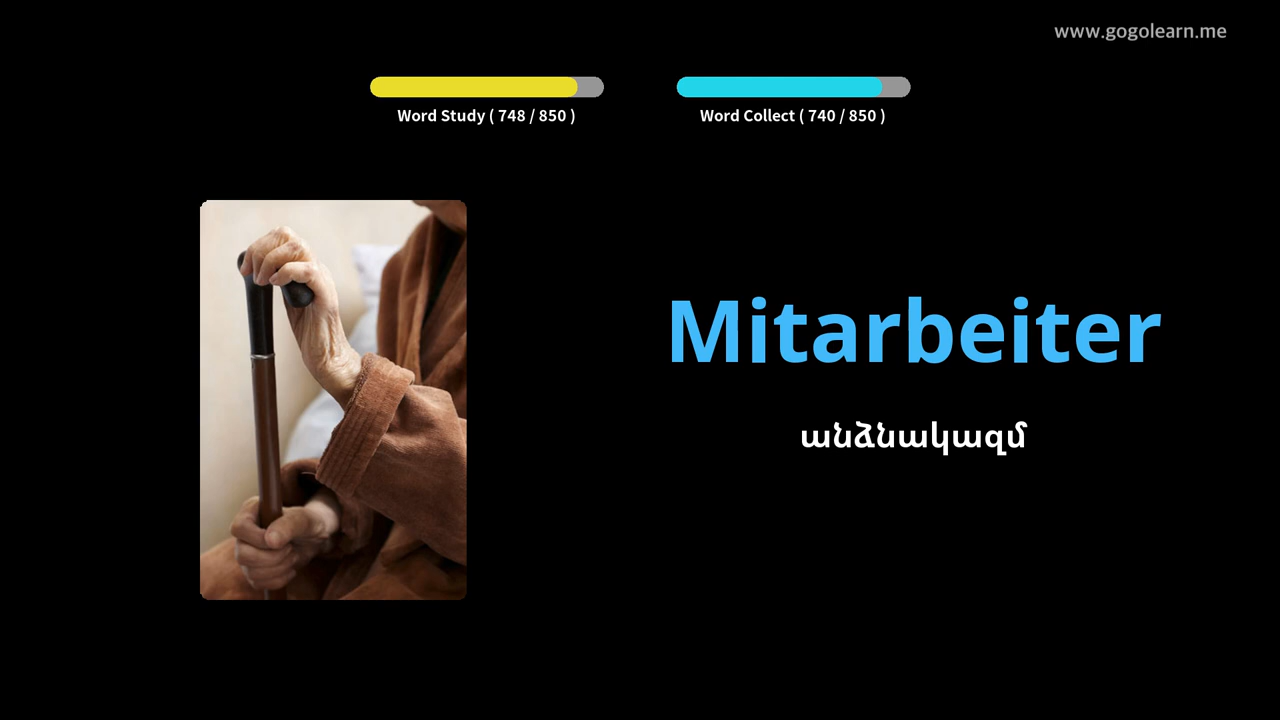 www.gogolearn.me
Word Study ( 748 / 850 )
Word Collect ( 740 / 850 )
Mitarbeiter
անձնակազմ